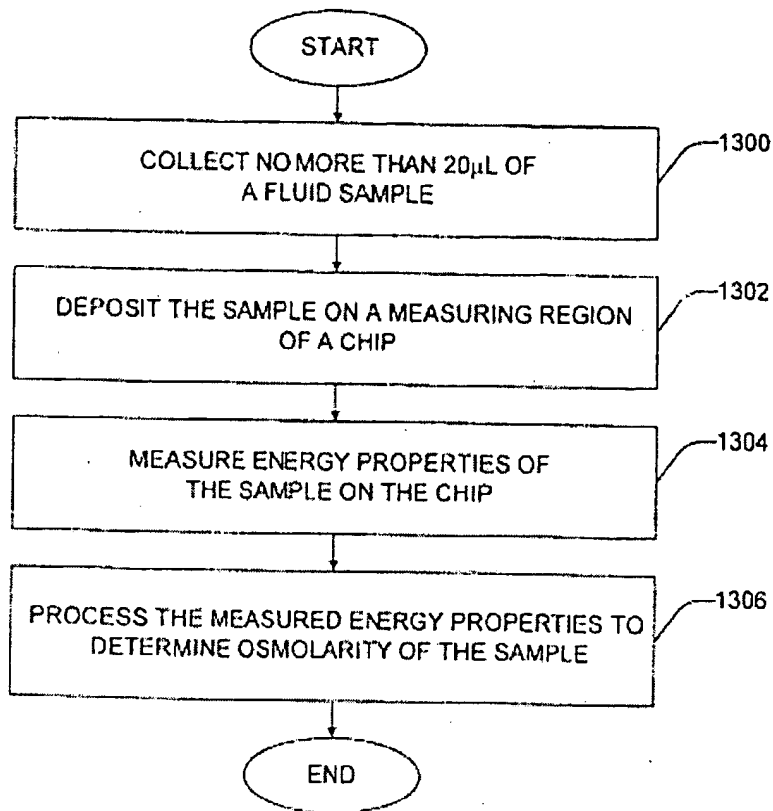 START
COLLECT NO MORE THAN 20µL OF
A FLUID SAMPLE
1300
DEPOSIT THE SAMPLE ON A MEASURING REGION
OF A CHIP
1302
MEASURE ENERGY PROPERTIES OF
THE SAMPLE ON THE CHIP
1304
PROCESS THE MEASURED ENERGY PROPERTIES TO
DETERMINE OSMOLARITY OF THE SAMPLE
1306
END